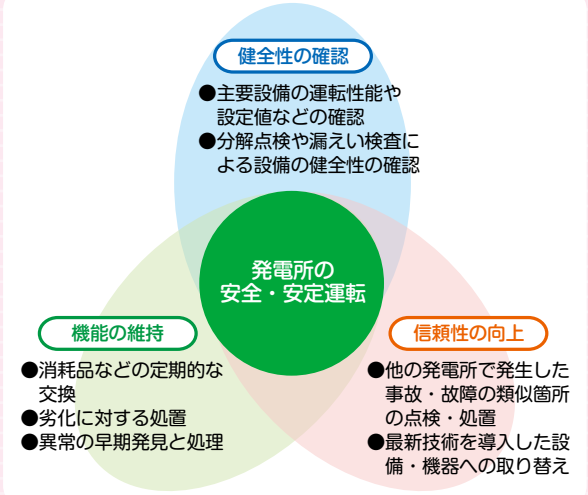 健全性の確認
●主要設備の運転性能や
設定値などの確認
●分解点検や漏えい検査に
よる設備の健全性の確認
発電所の
安全・安定運転
機能の維持
●消耗品などの定期的な
交換
●劣化に対する処置
●異常の早期発見と処理
信頼性の向上
●他の発電所で発生した
事故・故障の類似箇所
の点検・処置
●最新技術を導入した設
備・機器への取り替え